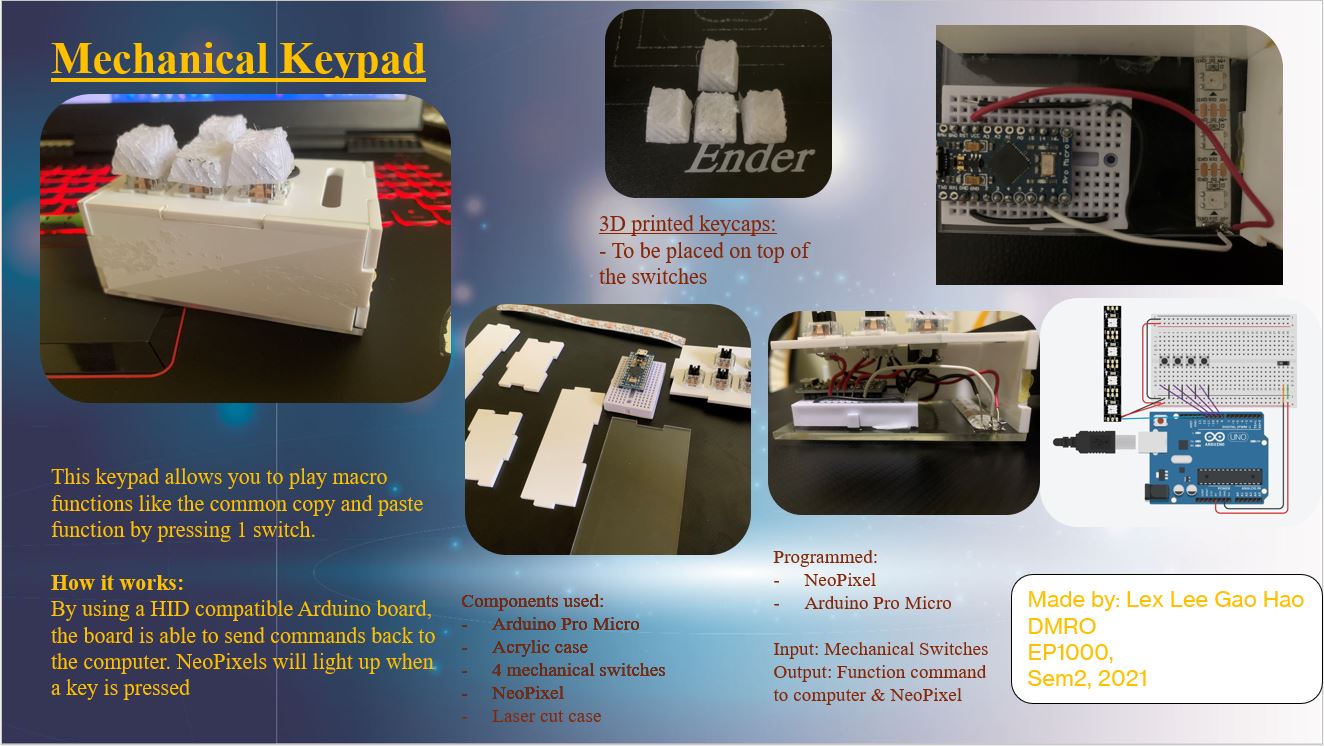 Mechanical Keypad
Ender
3D printed keycaps:
- To be placed on top of
the switches
This keypad allows you to play macro
functions like the common copy and paste
function by pressing 1 switch.
How it works:
By using a HID compatible Arduino board,
the board is able to send commands back to
the computer. NeoPixels will light up when
a key is pressed
Components used:
- Arduino Pro Micro
- Acrylic case
- 4 mechanical switches
- NeoPixel
- Laser cut case
Programmed:
- NeoPixel
- Arduino Pro Micro
Input: Mechanical Switches
Output: Function command
to computer & NeoPixel
UNO
ARDUINO
Made by: Lex Lee Gao Hao
DMRO
EP1000,
Sem2, 2021